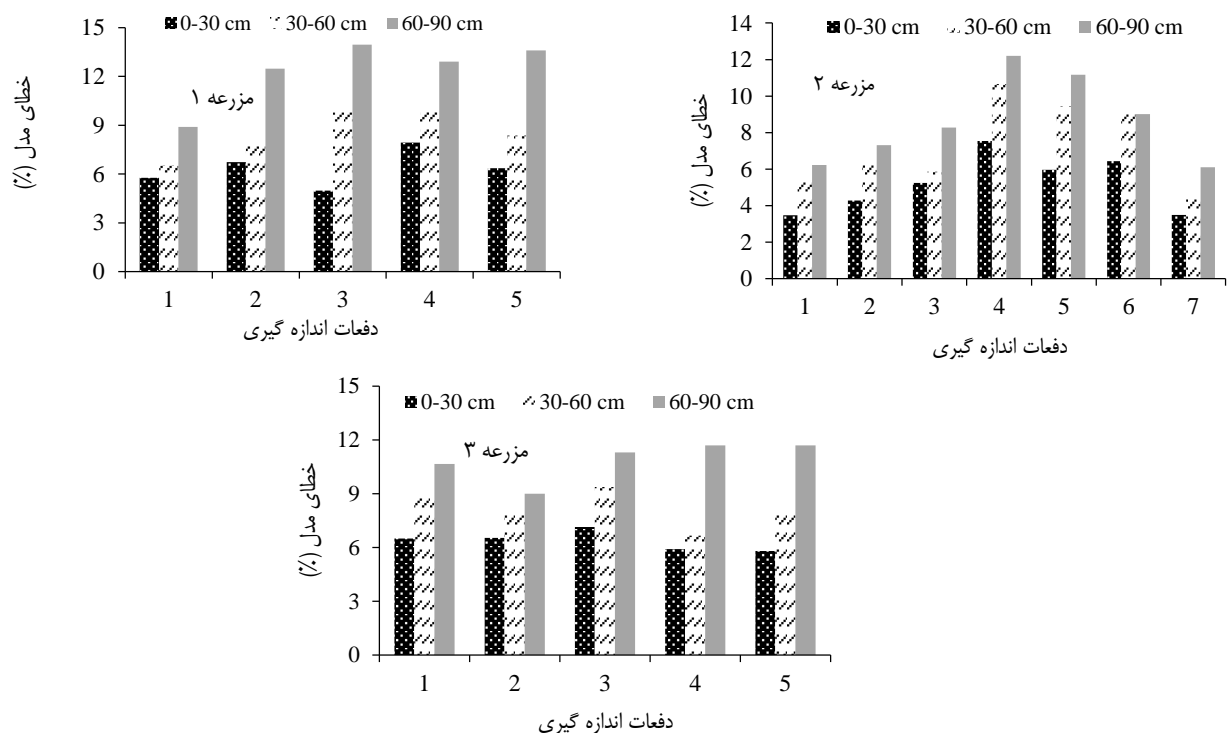 0-30 cm 30-60 cm 60-90 cm
مزرعه ۱
خطای مدل (%)
15
12
9
6
3
0
1 2 3 4 5
دفعات اندازه گیری
0-30 cm 30-60 cm 60-90 cm
مزرعه ۲
خطای مدل (%)
14
12
10
8
6
4
2
0
1 2 3 4 5 6 7
دفعات اندازه گیری
0-30 cm 30-60 cm 60-90 cm
مزرعه ۳
خطای مدل (%)
15
12
9
6
3
0
1 2 3 4 5
دفعات اندازه گیری